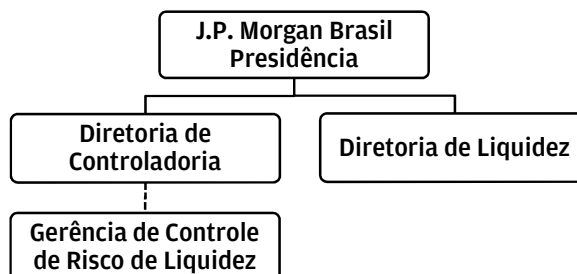 J.P. Morgan Brasil
Presidência
Diretoria de
Controladoria
Diretoria de Liquidez
Gerência de Controle
de Risco de Liquidez